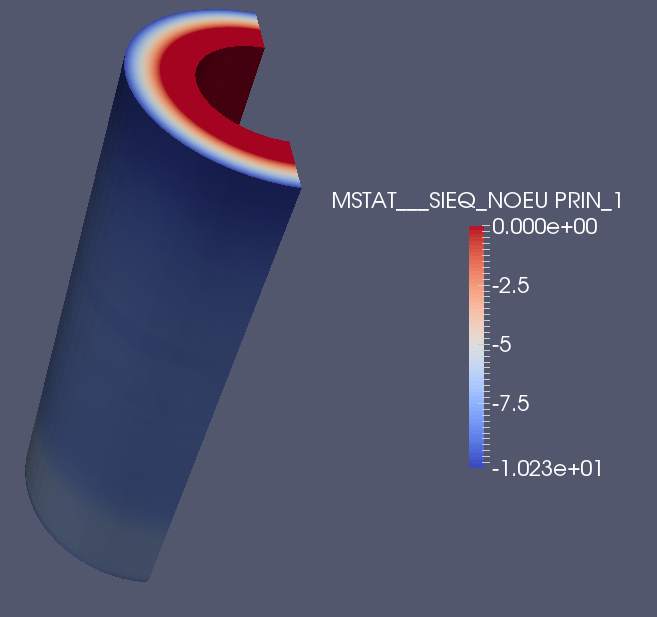 MSTAT___SIEQ_NOEU PRIN_1
0.000e+00
-2.5
-5
-7.5
-1.023e+01